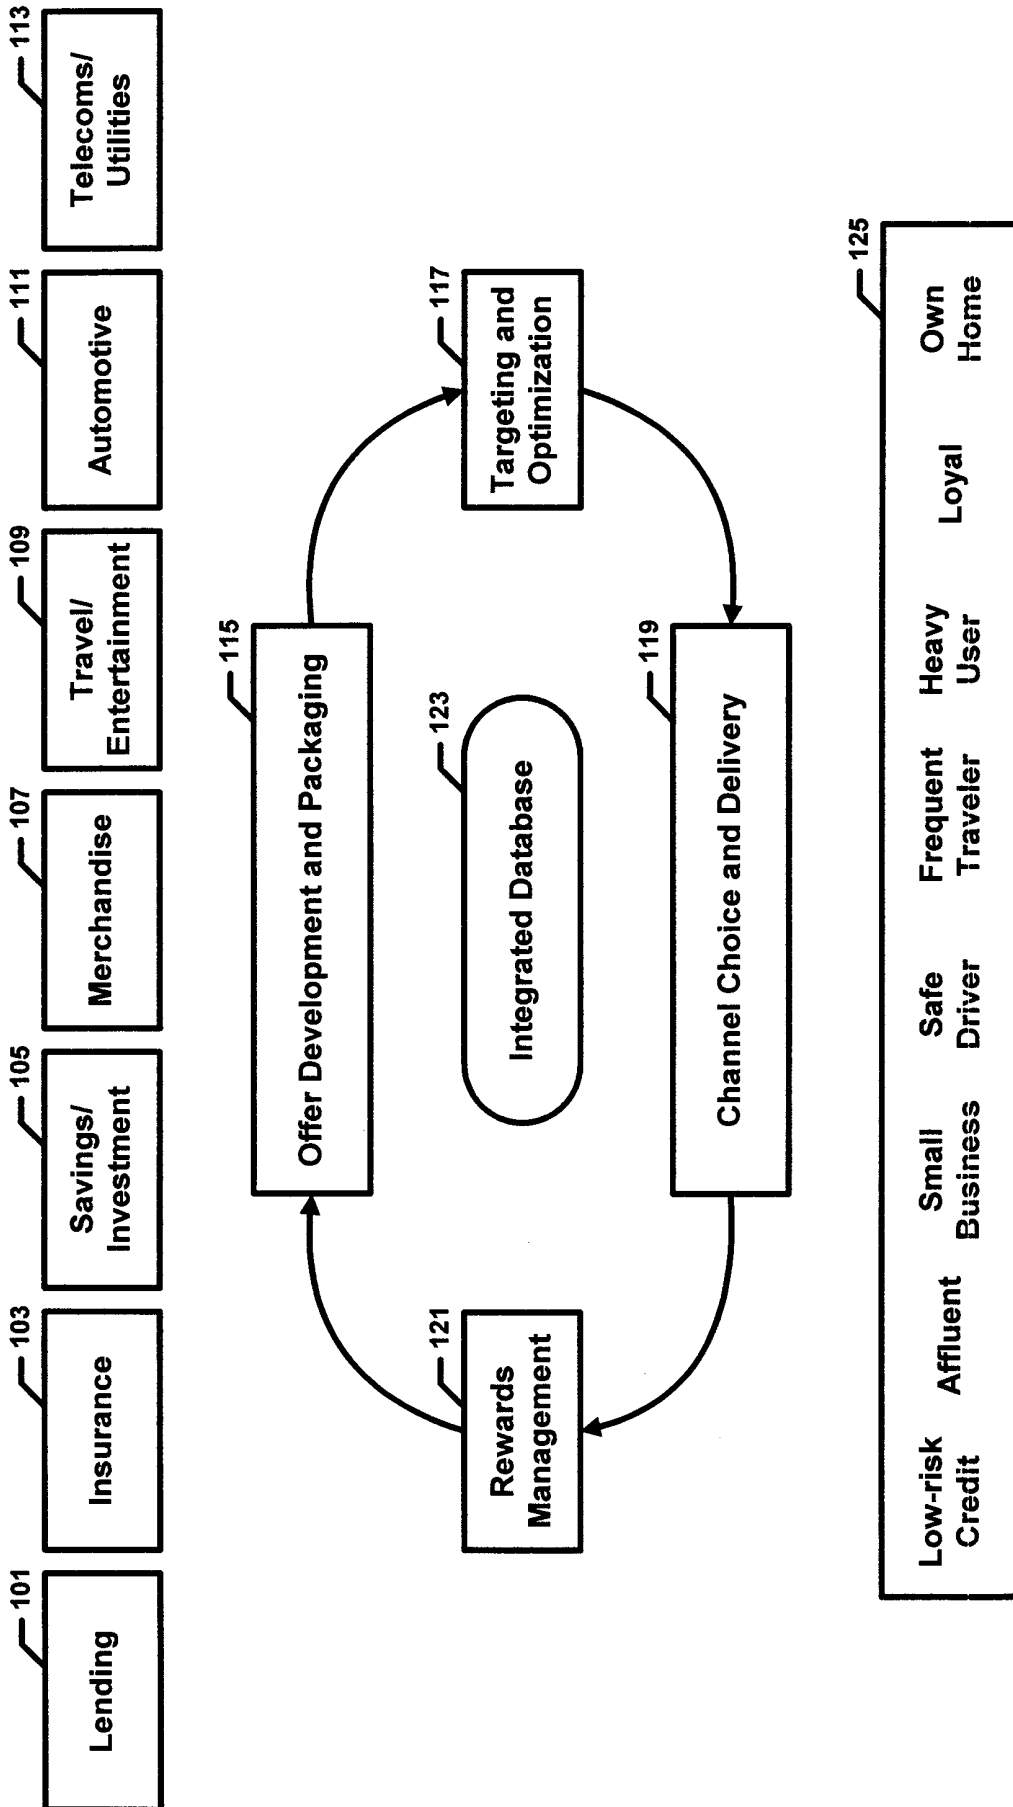 101
Lending
103
Insurance
105
Savings/
Investment
107
Merchandise
109
Travel/
Entertainment
111
Automotive
113
Telecoms/
Utilities
115
Offer Development and Packaging
121
Rewards
Management
123
Integrated Database
117
Targeting and
Optimization
119
Channel Choice and Delivery
125
Low-risk
Credit
Affluent
Small
Business
Safe
Driver
Frequent
Traveler
Heavy
User
Loyal
Own
Home